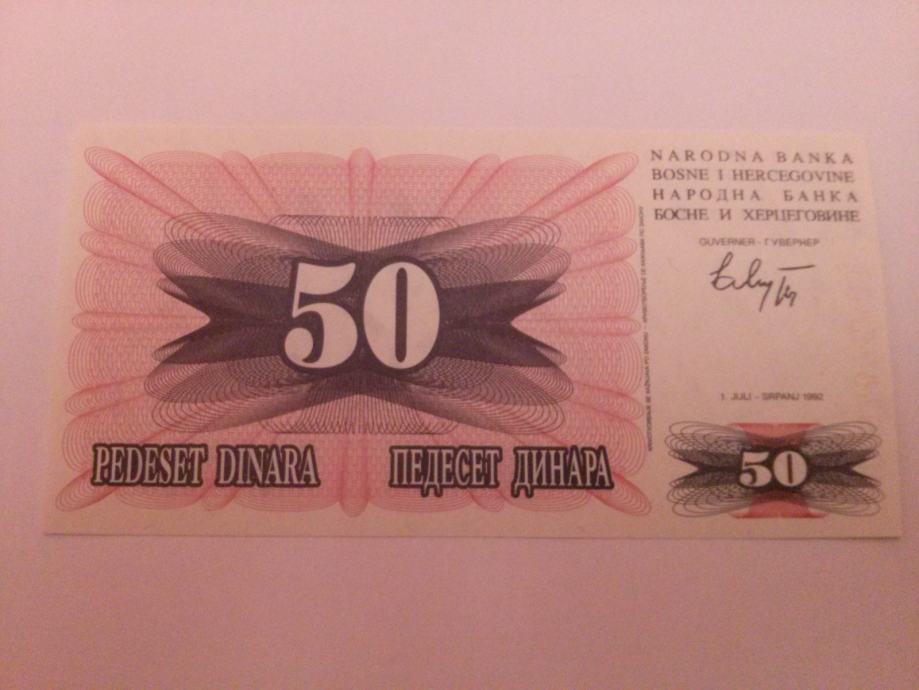 NARODNA BANKA
BOSNE I HERCEGOVINE
НАРОДНА БАНКА
БОСНЕ И ХЕРЦЕГОВИНЕ
GUVERNER - ГУВЕРНЕР
50
1. JULI - SRPANJ 1992
PEDESET DINARA ПЕДЕСЕТ ДИНАРА
50